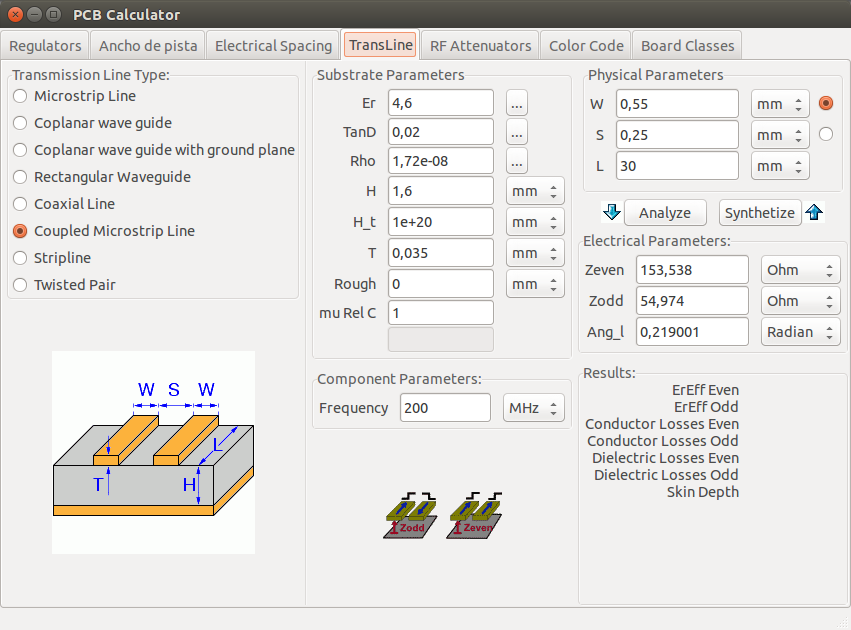 PCB Calculator
Regulators Ancho de pista Electrical Spacing TransLine RF Attenuators Color Code Board Classes
Transmission Line Type:
Microstrip Line
Coplanar wave guide
Coplanar wave guide with ground plane
Rectangular Waveguide
Coaxial Line
Coupled Microstrip Line
Stripline
Twisted Pair
W S W
L
T H
Substrate Parameters
Er 4,6 ...
TanD 0,02 ...
Rho 1,72e-08 ...
H 1,6 mm
H_t 1e+20 mm
T 0,035 mm
Rough 0 mm
mu Rel C 1
Component Parameters:
Frequency 200 MHz
Zodd Zeven
Physical Parameters
W 0,55 mm
S 0,25 mm
L 30 mm
Analyze Synthetize
Electrical Parameters:
Zeven 153,538 Ohm
Zodd 54,974 Ohm
Ang_l 0,219001 Radian
Results:
ErEff Even
ErEff Odd
Conductor Losses Even
Conductor Losses Odd
Dielectric Losses Even
Dielectric Losses Odd
Skin Depth